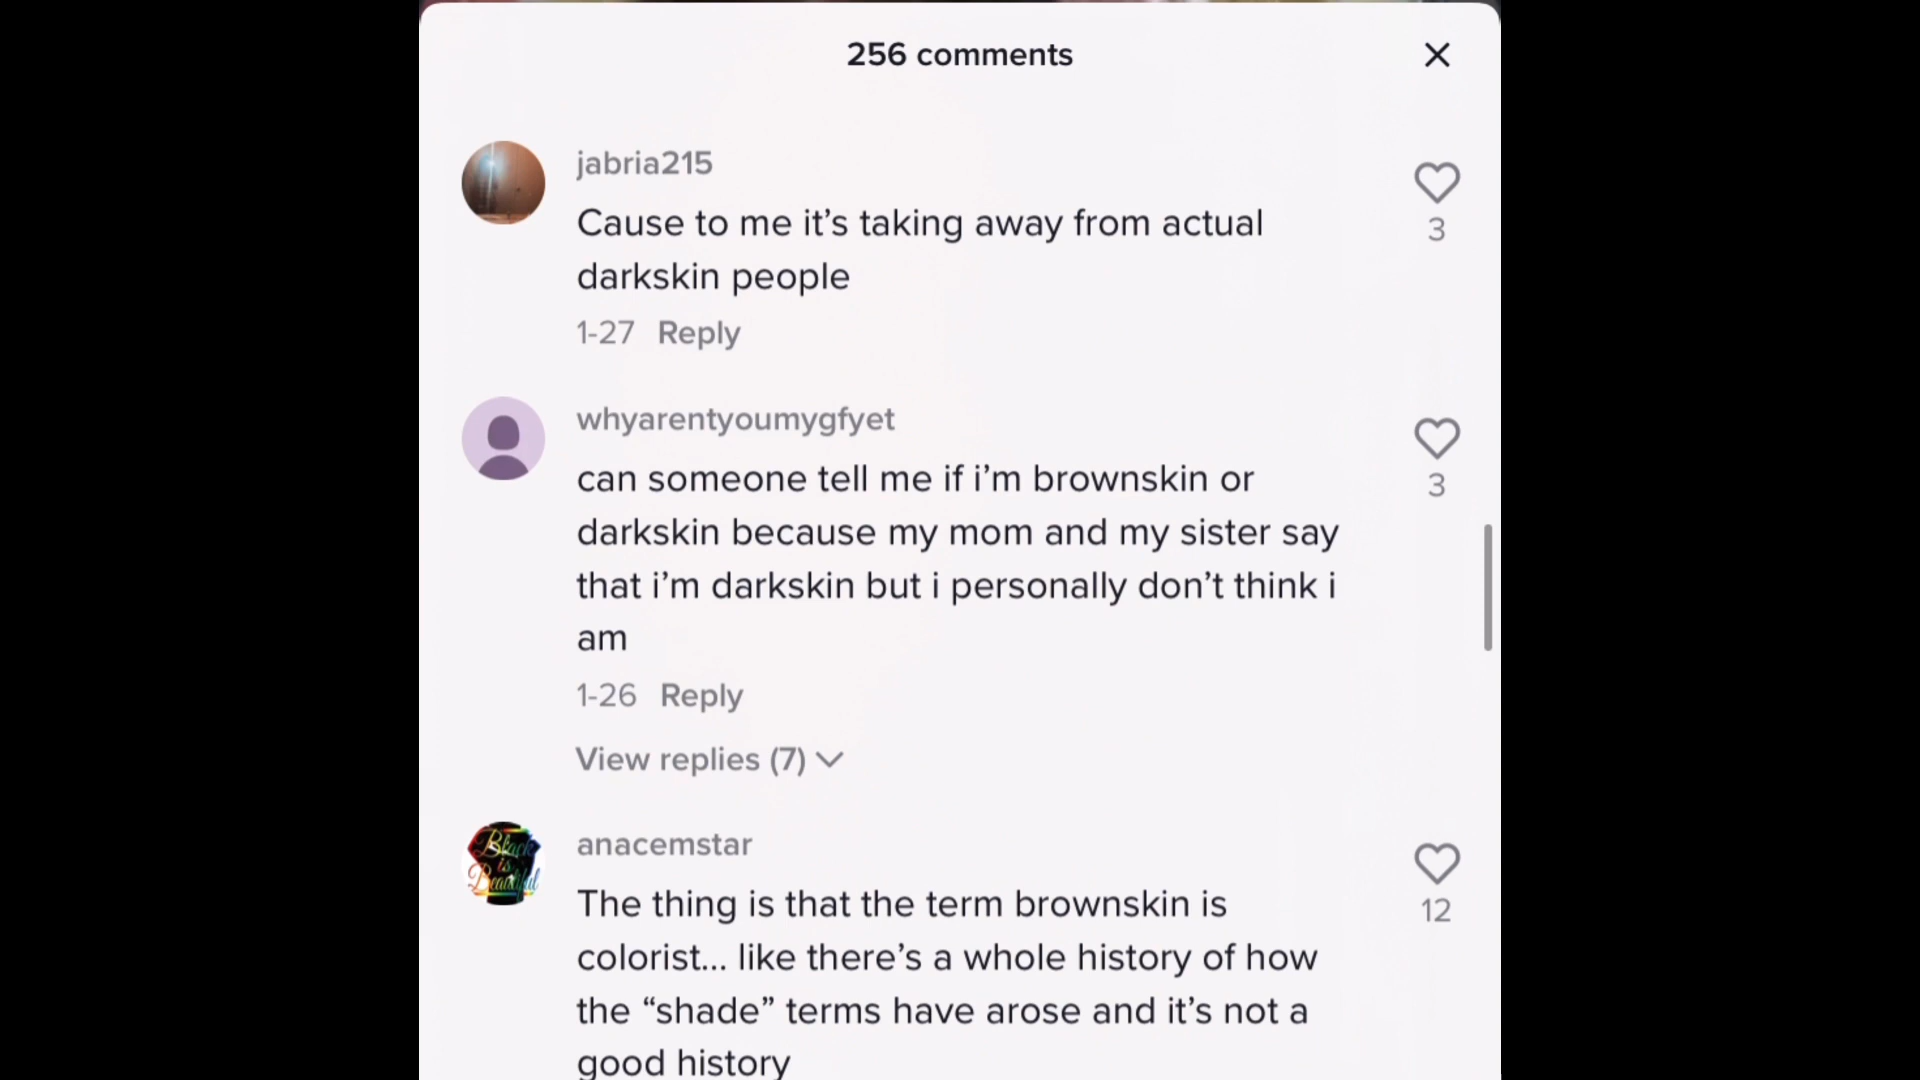 256 comments
jabria215
Cause to me it’s taking away from actual
darkskin people
3
1-27 Reply
whyarentyoumygfyet
can someone tell me if i’m brownskin or
darkskin because my mom and my sister say
that i’m darkskin but i personally don’t think i
am
3
1-26 Reply
View replies (7)
Black
is
Beautiful
anacemstar
The thing is that the term brownskin is
colorist... like there’s a whole history of how
the “shade” terms have arose and it’s not a
good history
12